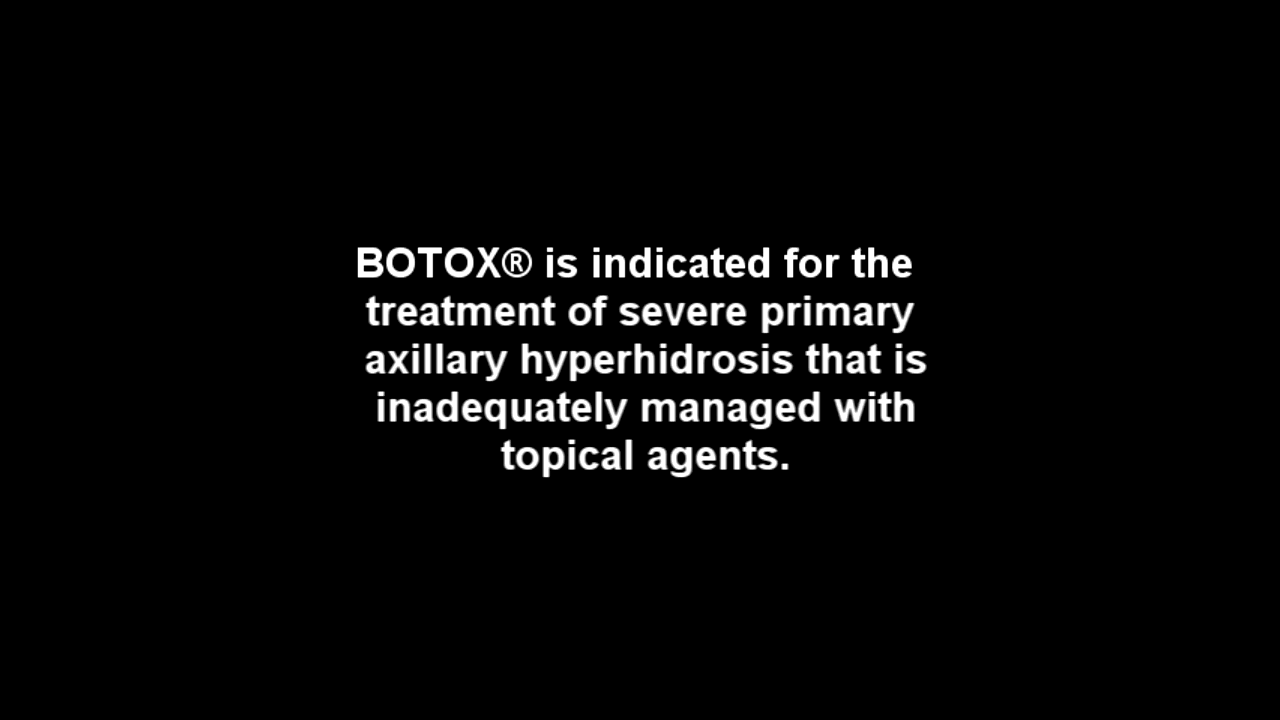 BOTOX® is indicated for the
treatment of severe primary
axillary hyperhidrosis that is
inadequately managed with
topical agents.